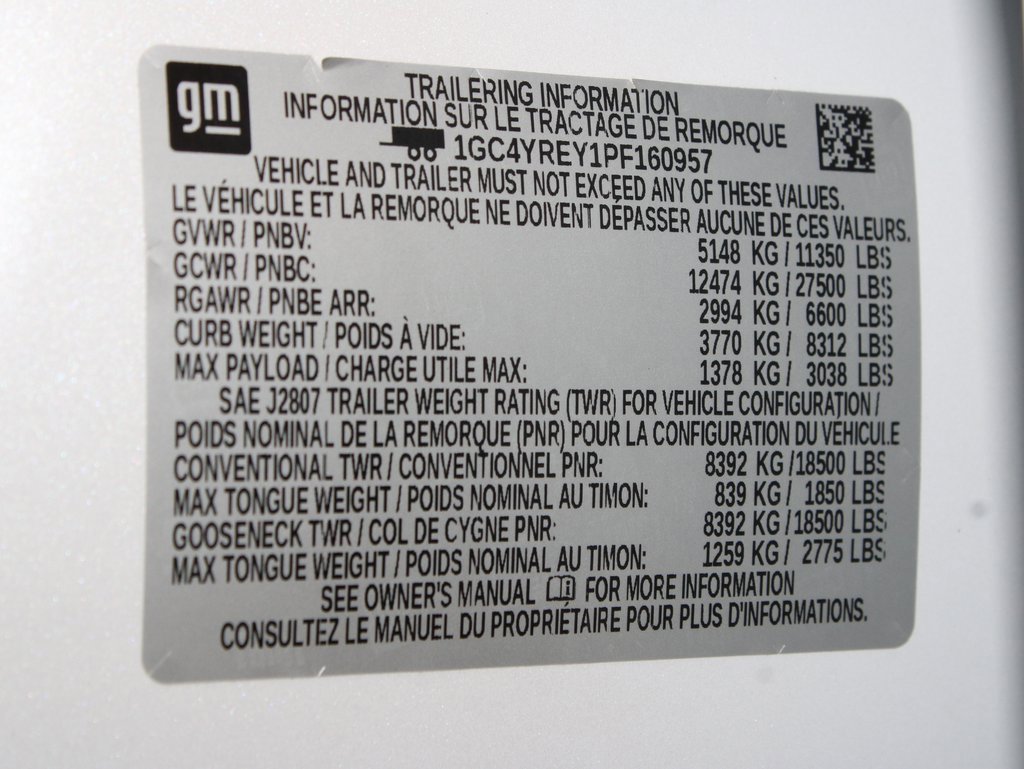 gm
TRAILERING INFORMATION
INFORMATION SUR LE TRACTAGE DE REMORQUE
1GC4YREY1PF160957
VEHICLE AND TRAILER MUST NOT EXCEED ANY OF THESE VALUES.
LE VÉHICULE ET LA REMORQUE NE DOIVENT DÉPASSER AUCUNE DE CES VALEURS.
GVWR / PNBV: 5148 KG / 11350 LBS
GCWR / PNBC: 12474 KG / 27500 LBS
RGAWR / PNBE ARR: 2994 KG / 6600 LBS
CURB WEIGHT / POIDS À VIDE: 3770 KG / 8312 LBS
MAX PAYLOAD / CHARGE UTILE MAX: 1378 KG / 3038 LBS
SAE J2807 TRAILER WEIGHT RATING (TWR) FOR VEHICLE CONFIGURATION /
POIDS NOMINAL DE LA REMORQUE (PNR) POUR LA CONFIGURATION DU VEHICULE
CONVENTIONAL TWR / CONVENTIONNEL PNR: 8392 KG /18500 LBS
MAX TONGUE WEIGHT / POIDS NOMINAL AU TIMON: 839 KG / 1850 LBS
GOOSENECK TWR / COL DE CYGNE PNR: 8392 KG /18500 LBS
MAX TONGUE WEIGHT / POIDS NOMINAL AU TIMON: 1259 KG / 2775 LBS
SEE OWNER'S MANUAL FOR MORE INFORMATION
CONSULTEZ LE MANUEL DU PROPRIÉTAIRE POUR PLUS D'INFORMATIONS.